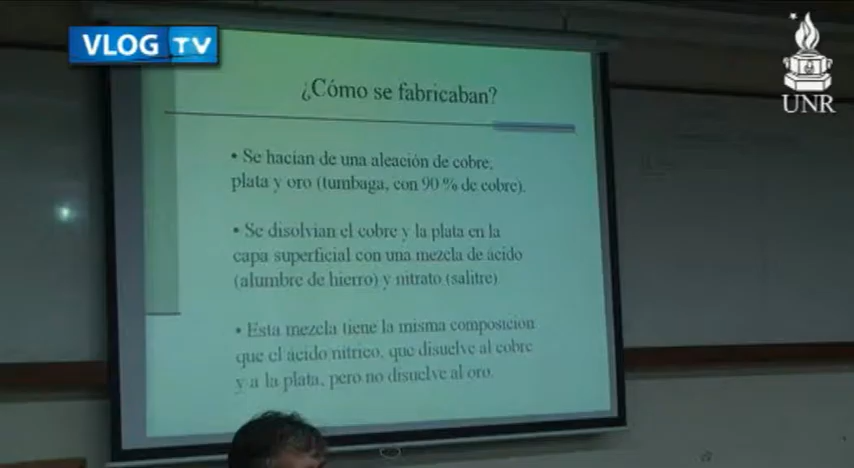 VLOG TV
UNR
¿Cómo se fabricaban?
• Se hacían de una aleación de cobre,
plata y oro (tumbaga, con 90 % de cobre).
• Se disolvían el cobre y la plata en la
capa superficial con una mezcla de ácido
(alumbre de hierro) y nitrato (salitre)
• Esta mezcla tiene la misma composición
que el ácido nítrico, que disuelve al cobre
y a la plata, pero no disuelve al oro.